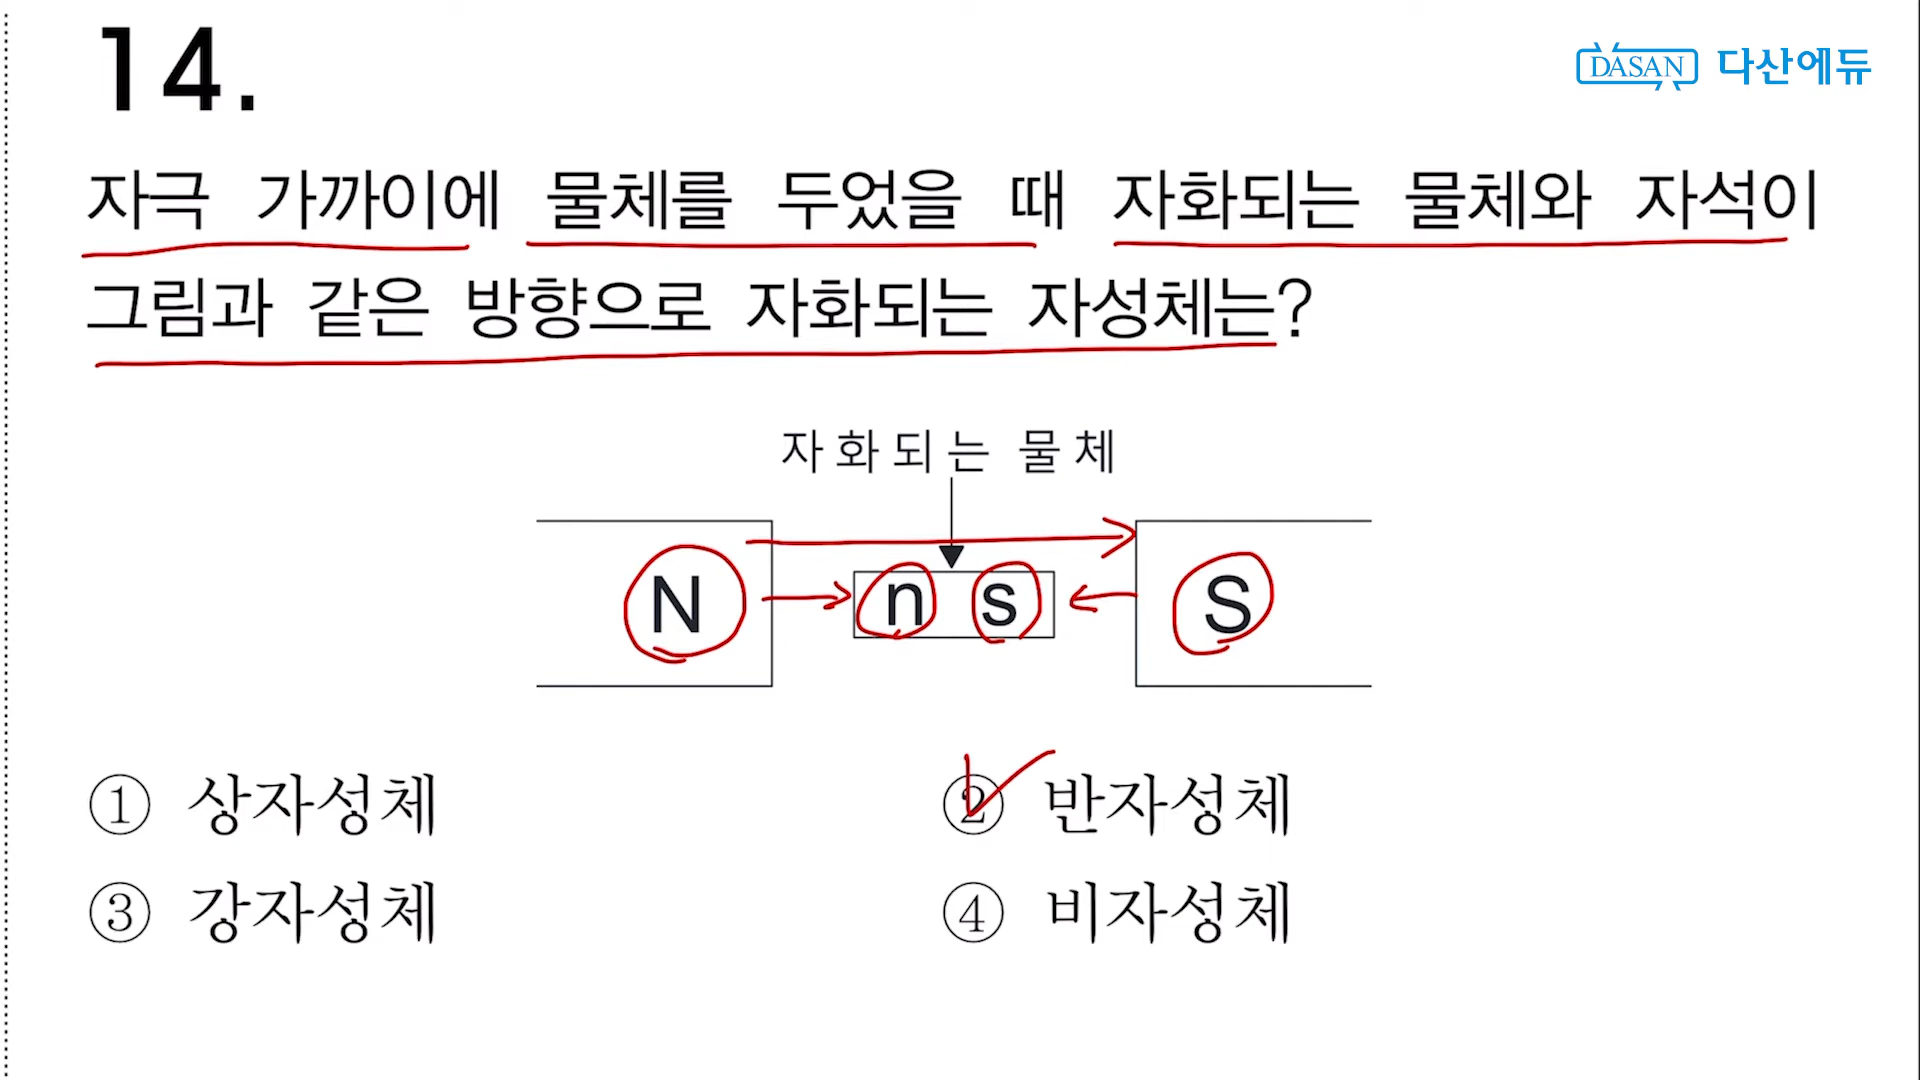 14.
DASAN 다산에듀
자극 가까이에 물체를 두었을 때 자화되는 물체와 자석이
그림과 같은 방향으로 자화되는 자성체는?
자화되는 물체
N n s S
① 상자성체 ② 반자성체
③ 강자성체 ④ 비자성체